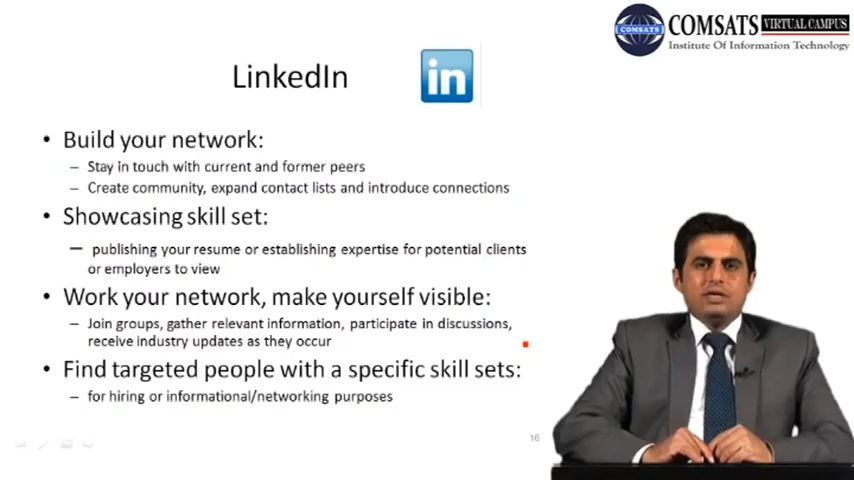 COMSATS VIRTUAL CAMPUS
COMSATS
Institute Of Information Technology
LinkedIn
in
• Build your network:
– Stay in touch with current and former peers
– Create community, expand contact lists and introduce connections
• Showcasing skill set:
– publishing your resume or establishing expertise for potential clients
or employers to view
• Work your network, make yourself visible:
– Join groups, gather relevant information, participate in discussions,
receive industry updates as they occur
• Find targeted people with a specific skill sets:
– for hiring or informational/networking purposes
16